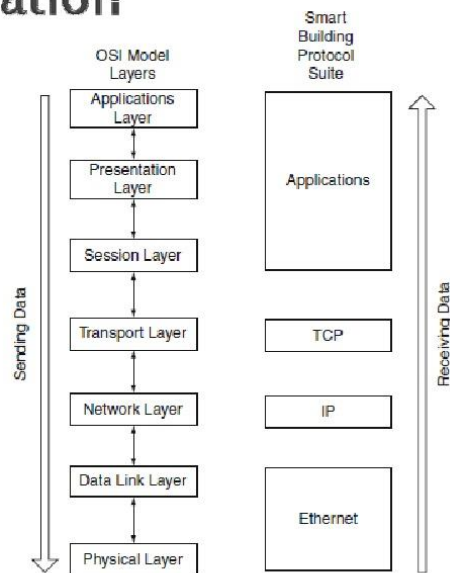 Smart
Building
Protocol
Suite
OSI Model
Layers
Applications
Layer
Presentation
Layer
Session Layer
Transport Layer
Network Layer
Data Link Layer
Physical Layer
Applications
TCP
IP
Ethernet
Sending Data
Receiving Data